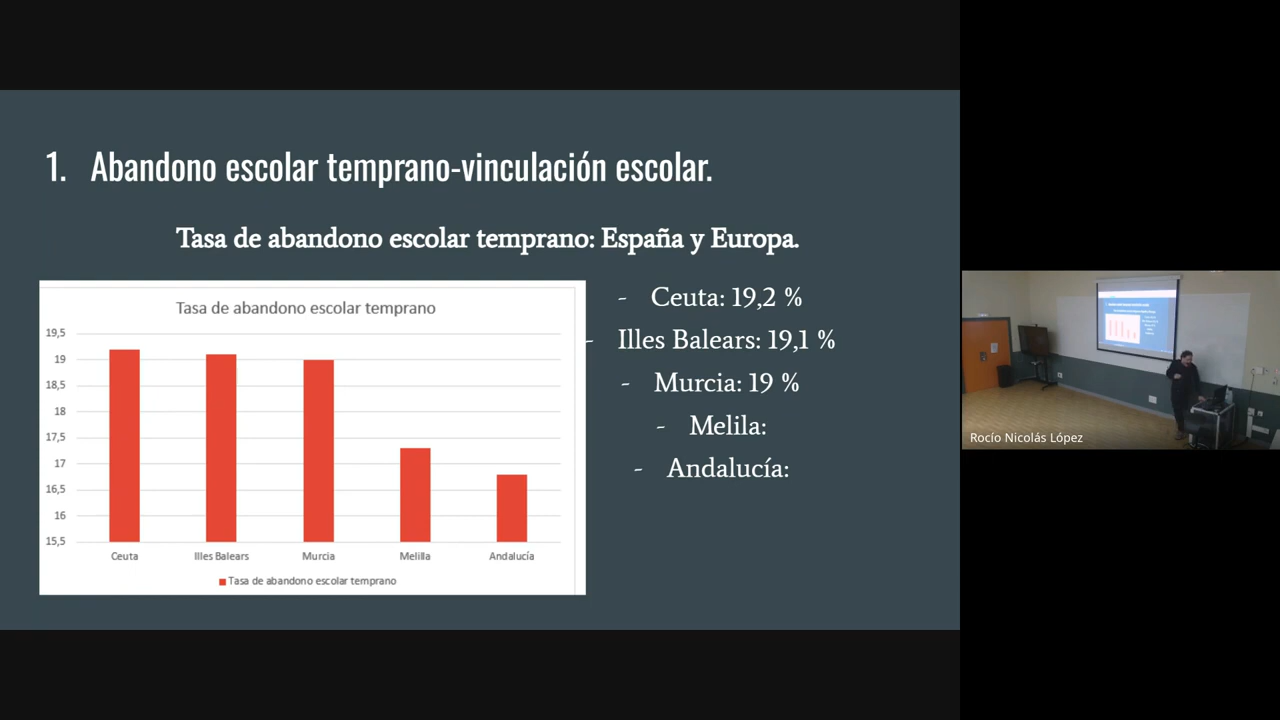 1. Abandono escolar temprano-vinculación escolar.
Tasa de abandono escolar temprano: España y Europa.
Tasa de abandono escolar temprano
19,5
19
18,5
18
17,5
17
16,5
16
15,5
Ceuta
Illes Balears
Murcia
Melilla
Andalucía
Tasa de abandono escolar temprano
- Ceuta: 19,2 %
- Illes Balears: 19,1 %
- Murcia: 19 %
- Melila:
- Andalucía:
Rocío Nicolás López